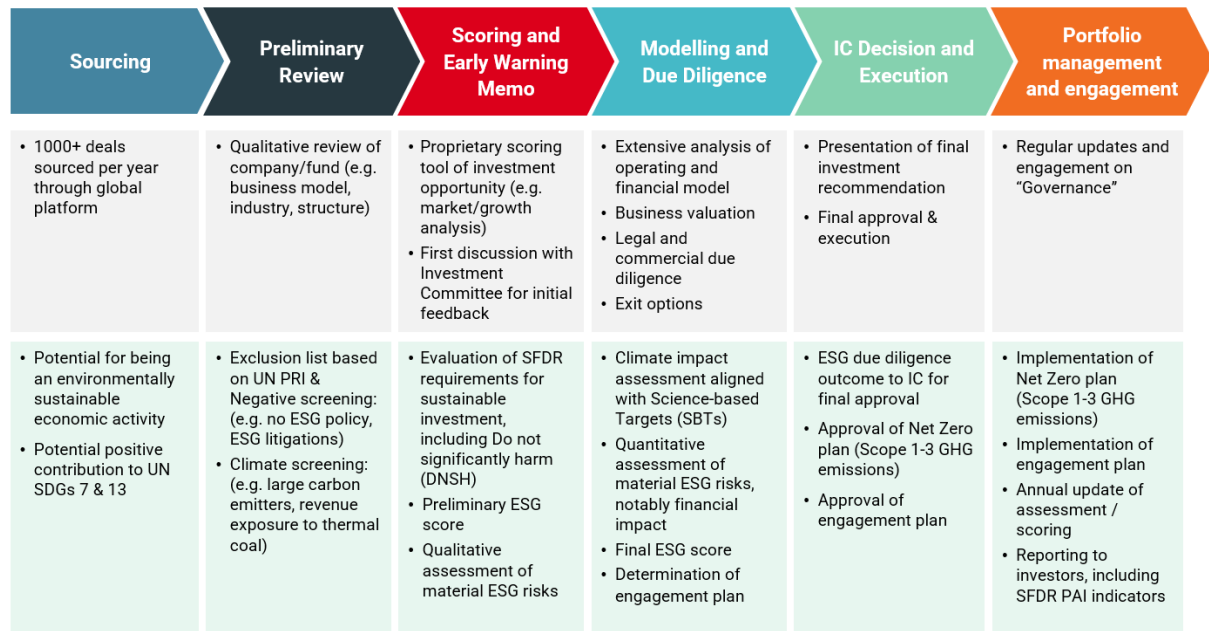 Sourcing
Preliminary
Review
Scoring and
Early Warning
Memo
Modelling and
Due Diligence
IC Decision and
Execution
Portfolio
management
and engagement
• 1000+ deals
sourced per year
through global
platform
• Qualitative review of
company/fund (e.g.
business model,
industry, structure)
• Proprietary scoring
tool of investment
opportunity (e.g.
market/growth
analysis)
• First discussion with
Investment
Committee for initial
feedback
• Extensive analysis of
operating and
financial model
• Business valuation
• Legal and
commercial due
diligence
• Exit options
• Presentation of final
investment
recommendation
• Final approval &
execution
• Regular updates and
engagement on
“Governance”
• Potential for being
an environmentally
sustainable
economic activity
• Potential positive
contribution to UN
SDGs 7 & 13
• Exclusion list based
on UN PRI &
Negative screening:
(e.g. no ESG policy,
ESG litigations)
• Climate screening:
(e.g. large carbon
emitters, revenue
exposure to thermal
coal)
• Evaluation of SFDR
requirements for
sustainable
investment,
including Do not
significantly harm
(DNSH)
• Preliminary ESG
score
• Qualitative
assessment of
material ESG risks
• Climate impact
assessment aligned
with Science-based
Targets (SBTs)
• Quantitative
assessment of
material ESG risks,
notably financial
impact
• Final ESG score
• Determination of
engagement plan
• ESG due diligence
outcome to IC for
final approval
• Approval of Net Zero
plan (Scope 1-3 GHG
emissions)
• Approval of
engagement plan
• Implementation of
Net Zero plan
(Scope 1-3 GHG
emissions)
• Implementation of
engagement plan
• Annual update of
assessment /
scoring
• Reporting to
investors, including
SFDR PAI indicators